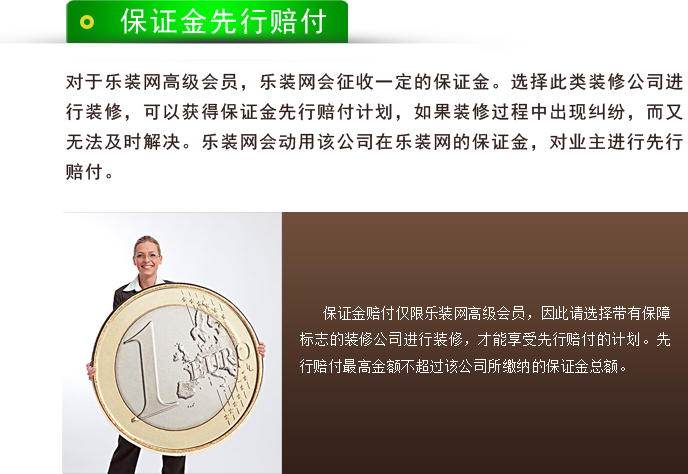 保证金先行赔付
对于乐装网高级会员，乐装网会征收一定的保证金。选择此类装修公司进
行装修，可以获得保证金先行赔付计划，如果装修过程中出现纠纷，而又
无法及时解决。乐装网会动用该公司在乐装网的保证金，对业主进行先行
赔付。
保证金赔付仅限乐装网高级会员，因此请选择带有保障
标志的装修公司进行装修，才能享受先行赔付的计划。先
行赔付最高金额不超过该公司所缴纳的保证金总额。
1 EURO